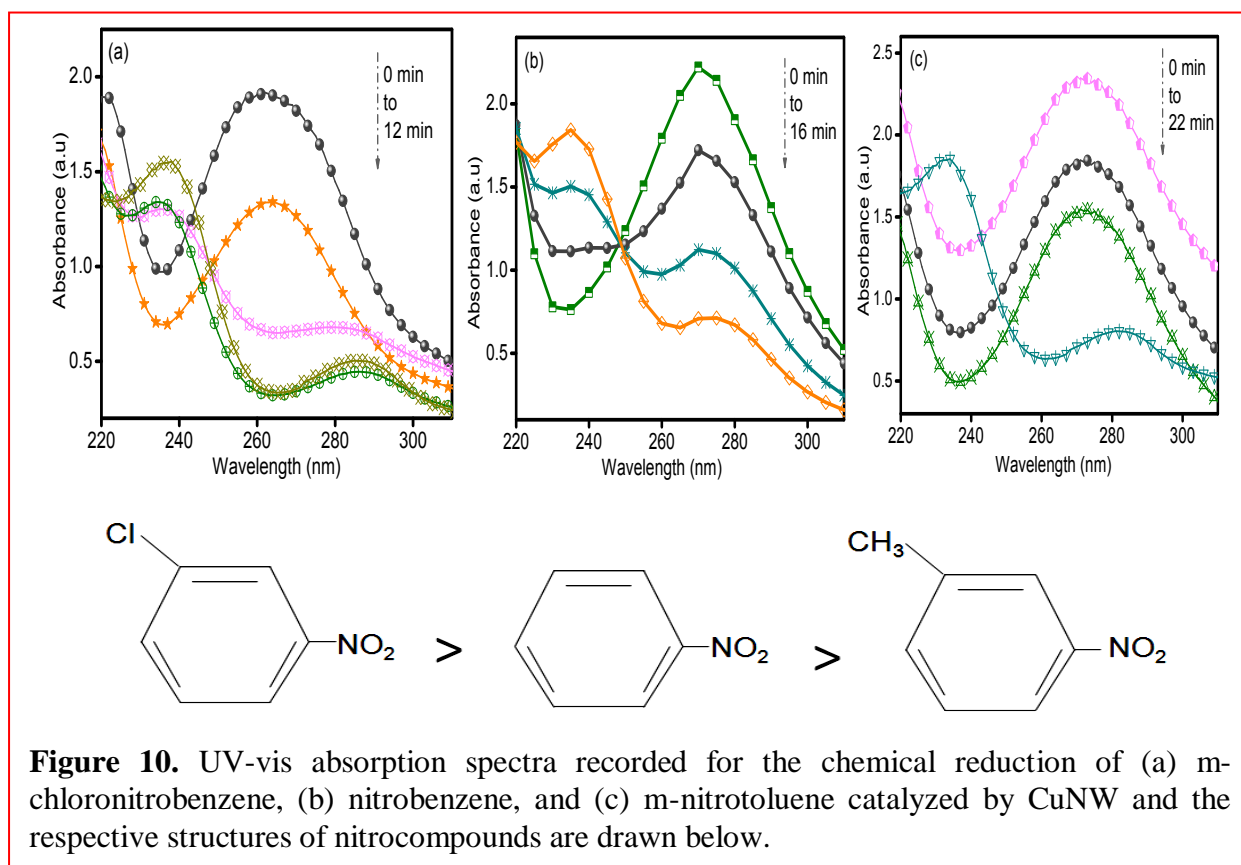 (a)
0 min
to
12 min
2.0
1.5
1.0
0.5
Absorbance (a.u)
220 240 260 280 300
Wavelength (nm)
(b)
0 min
to
16 min
2.0
1.5
1.0
0.5
Absorbance (a.u)
220 240 260 280 300
Wavelength (nm)
(c)
0 min
to
22 min
2.5
2.0
1.5
1.0
0.5
Absorbance (a.u)
220 240 260 280 300
Wavelength (nm)
Cl
NO2
>
NO2
>
CH3
NO2
Figure 10. UV-vis absorption spectra recorded for the chemical reduction of (a) m-
chloronitrobenzene, (b) nitrobenzene, and (c) m-nitrotoluene catalyzed by CuNW and the
respective structures of nitrocompounds are drawn below.